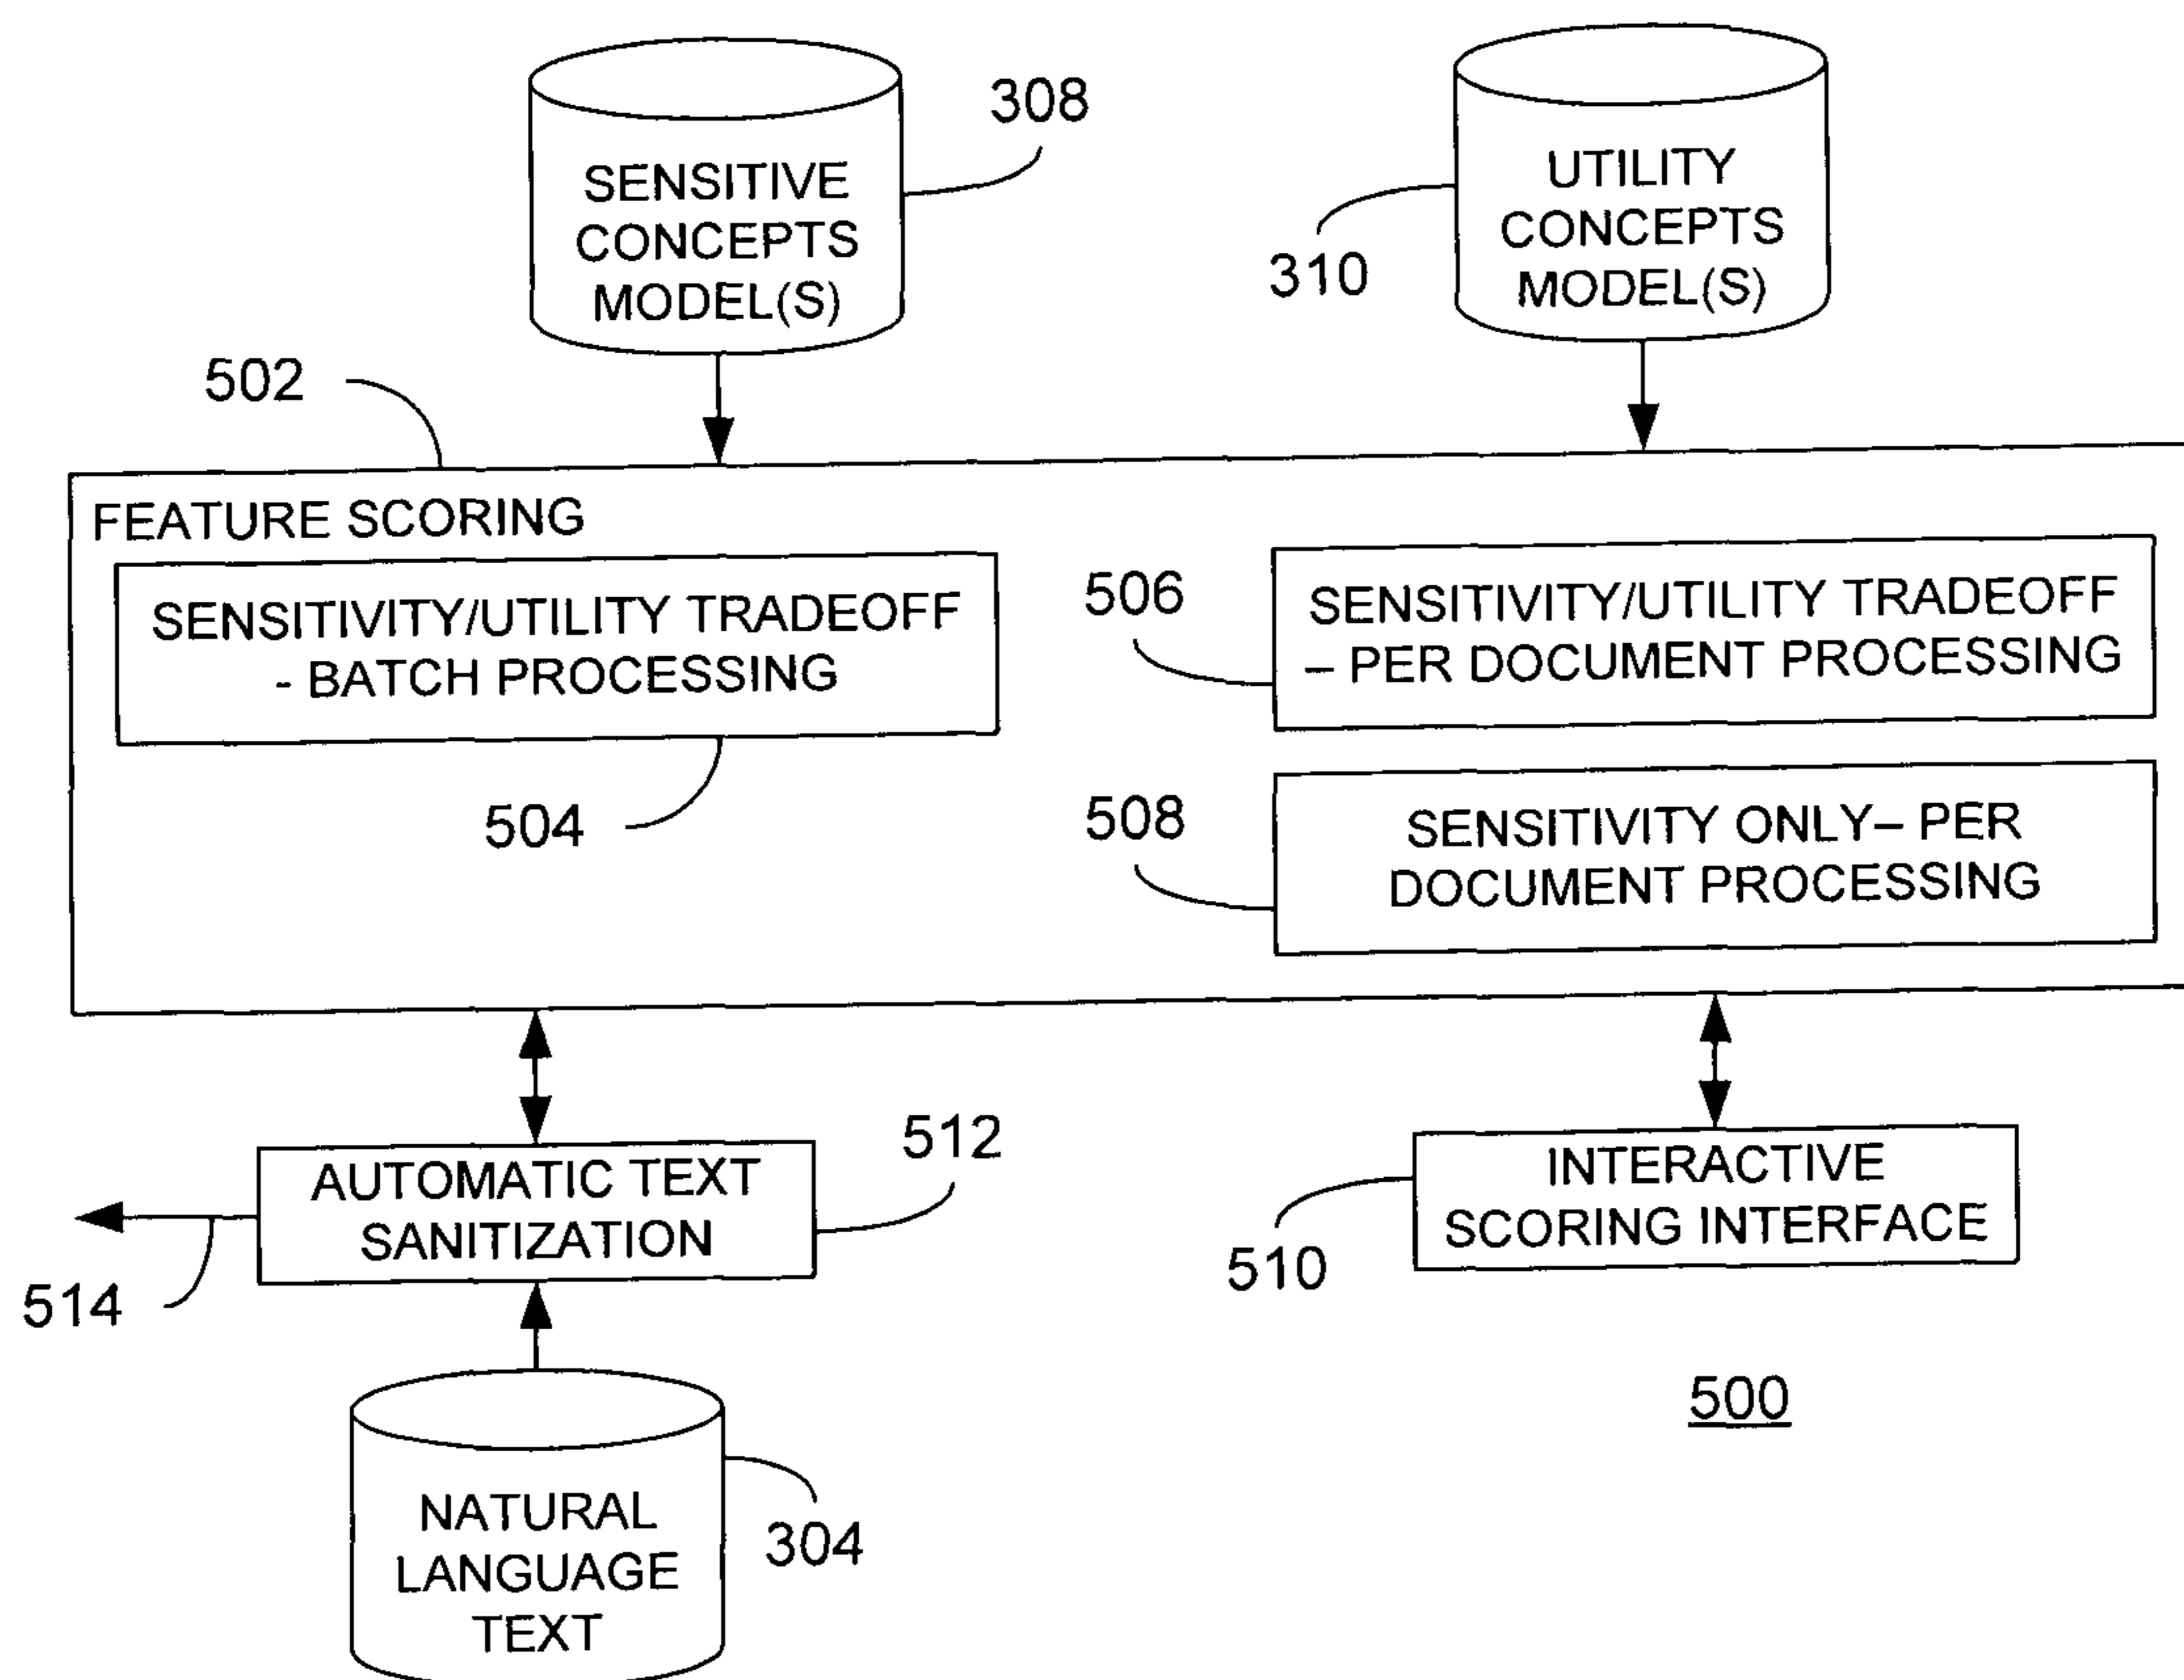 308
SENSITIVE
CONCEPTS
MODEL(S)
UTILITY
CONCEPTS
MODEL(S)
310
502
FEATURE SCORING
SENSITIVITY/UTILITY TRADEOFF
- BATCH PROCESSING
504
506
SENSITIVITY/UTILITY TRADEOFF
– PER DOCUMENT PROCESSING
508
SENSITIVITY ONLY– PER
DOCUMENT PROCESSING
512
AUTOMATIC TEXT
SANITIZATION
514
INTERACTIVE
SCORING INTERFACE
510
NATURAL
LANGUAGE
TEXT
304
500